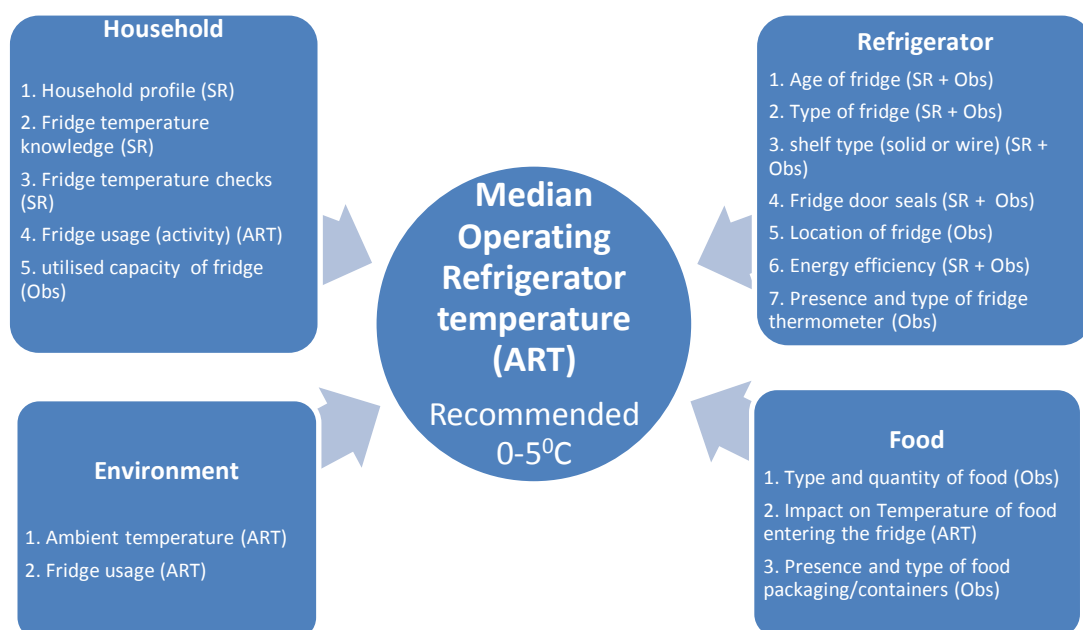 Household
1. Household profile (SR)
2. Fridge temperature
knowledge (SR)
3. Fridge temperature checks
(SR)
4. Fridge usage (activity) (ART)
5. utilised capacity of fridge
(Obs)
Refrigerator
1. Age of fridge (SR + Obs)
2. Type of fridge (SR + Obs)
3. shelf type (solid or wire) (SR +
Obs)
4. Fridge door seals (SR + Obs)
5. Location of fridge (Obs)
6. Energy efficiency (SR + Obs)
7. Presence and type of fridge
thermometer (Obs)
Median
Operating
Refrigerator
temperature
(ART)
Recommended
0-5⁰C
Environment
1. Ambient temperature (ART)
2. Fridge usage (ART)
Food
1. Type and quantity of food (Obs)
2. Impact on Temperature of food
entering the fridge (ART)
3. Presence and type of food
packaging/containers (Obs)